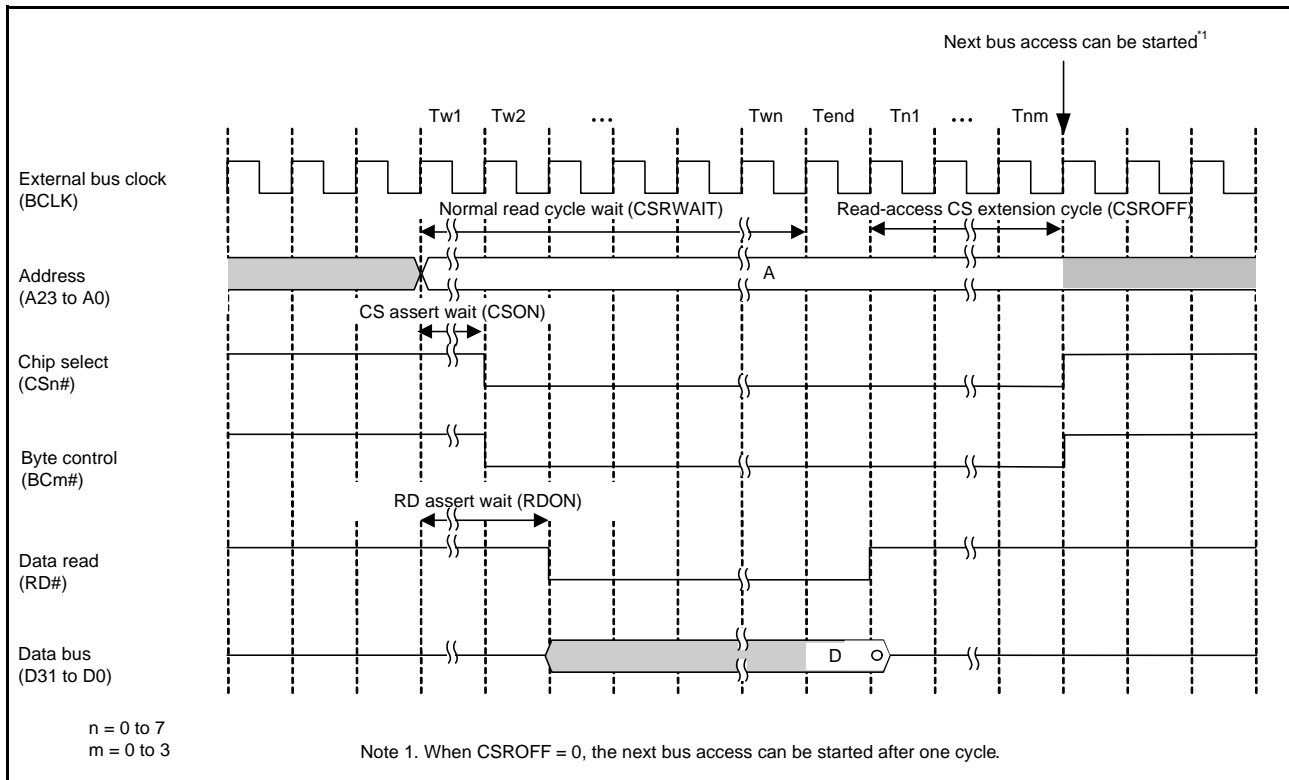 Next bus access can be started*1
Tw1 Tw2 ... Twn Tend Tn1 ... Tnm
External bus clock
(BCLK)
Normal read cycle wait (CSRWAIT) Read-access CS extension cycle (CSROFF)
Address
(A23 to A0)
A
CS assert wait (CSON)
Chip select
(CSn#)
Byte control
(BCm#)
RD assert wait (RDON)
Data read
(RD#)
Data bus
(D31 to D0)
D
n = 0 to 7
m = 0 to 3
Note 1. When CSROFF = 0, the next bus access can be started after one cycle.